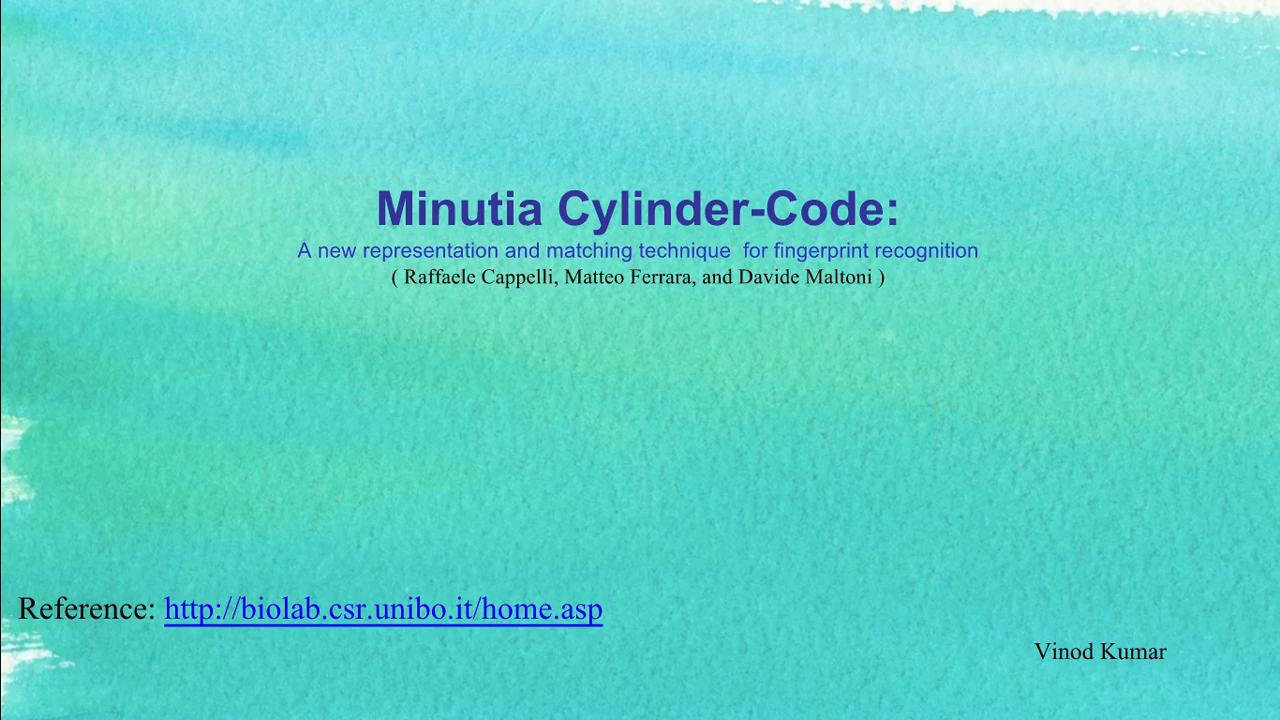 Minutia Cylinder-Code:
A new representation and matching technique  for fingerprint recognition
( Raffaele Cappelli, Matteo Ferrara, and Davide Maltoni )
Reference: http://biolab.csr.unibo.it/home.asp
Vinod Kumar